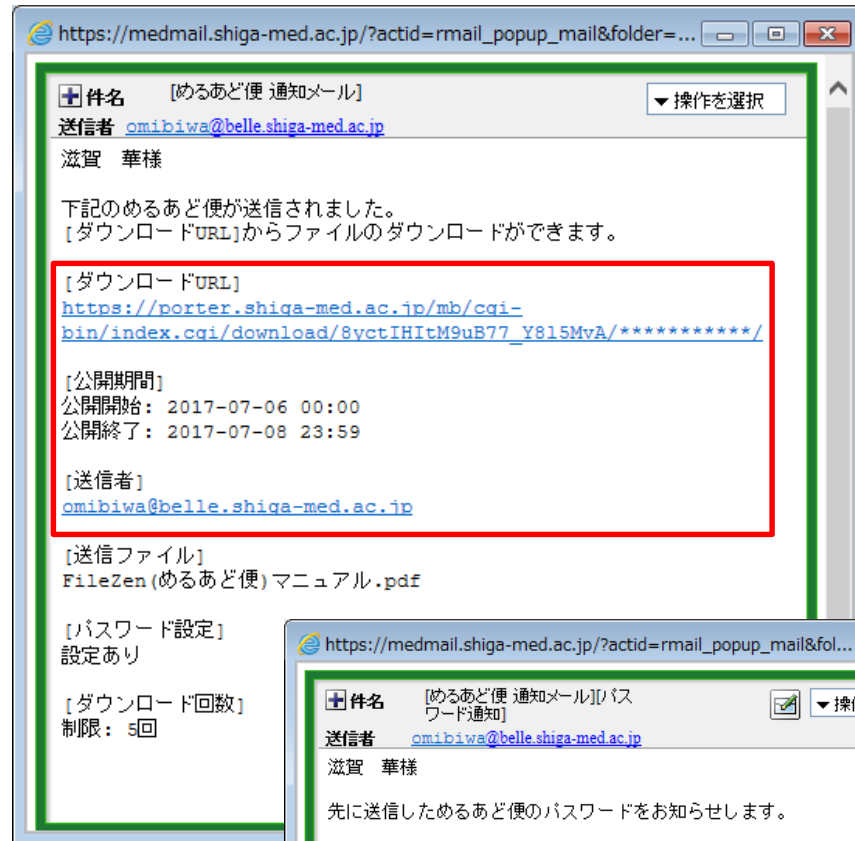 https://medmail.shiga-med.ac.jp/?actid=rmail_popup_mail&folder=...
件名 [めるあど便 通知メール]
▼操作を選択
送信者 omibiwa@belle.shiga-med.ac.jp
滋賀 華様
下記のめるあど便が送信されました。
[ダウンロードURL]からファイルのダウンロードができます。
[ダウンロードURL]
https://porter.shiga-med.ac.jp/mb/cgi-
bin/index.cgi/download/8yctIHItM9uB77_Y8l5MvA/***********/
[公開期間]
公開開始: 2017-07-06 00:00
公開終了: 2017-07-08 23:59
[送信者]
omibiwa@belle.shiga-med.ac.jp
[送信ファイル]
FileZen(めるあど便)マニュアル.pdf
[パスワード設定]
設定あり
[ダウンロード回数]
制限: 5回
https://medmail.shiga-med.ac.jp/?actid=rmail_popup_mail&fol...
件名 [めるあど便 通知メール][パス
ワード通知]
▼操
送信者 omibiwa@belle.shiga-med.ac.jp
滋賀 華様
先に送信しためるあど便のパスワードをお知らせします。